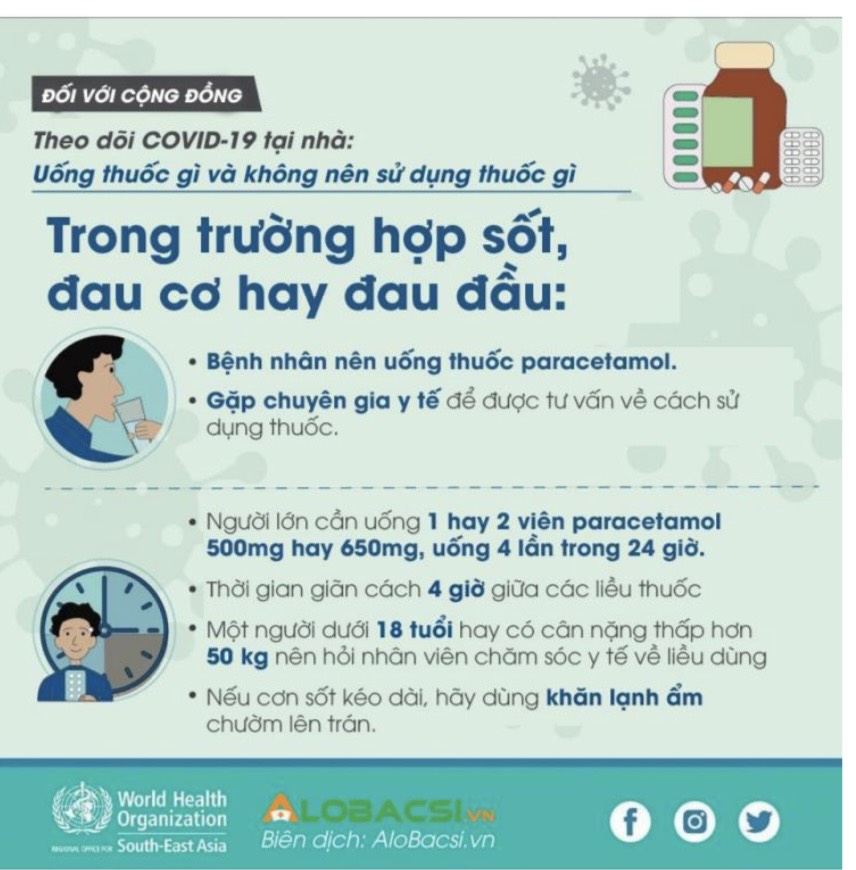 ĐỐI VỚI CỘNG ĐỒNG
Theo dõi COVID-19 tại nhà:
Uống thuốc gì và không nên sử dụng thuốc gì
Trong trường hợp sốt,
đau cơ hay đau đầu:
• Bệnh nhân nên uống thuốc paracetamol.
• Gặp chuyên gia y tế để được tư vấn về cách sử
dụng thuốc.
• Người lớn cần uống 1 hay 2 viên paracetamol
500mg hay 650mg, uống 4 lần trong 24 giờ.
• Thời gian giãn cách 4 giờ giữa các liều thuốc
• Một người dưới 18 tuổi hay có cân nặng thấp hơn
50 kg nên hỏi nhân viên chăm sóc y tế về liều dùng
• Nếu cơn sốt kéo dài, hãy dùng khăn lạnh ẩm
chườm lên trán.
World Health
Organization
REGIONAL OFFICE FOR South-East Asia
ALOBACSI.VN
Biên dịch: AloBacsi.vn